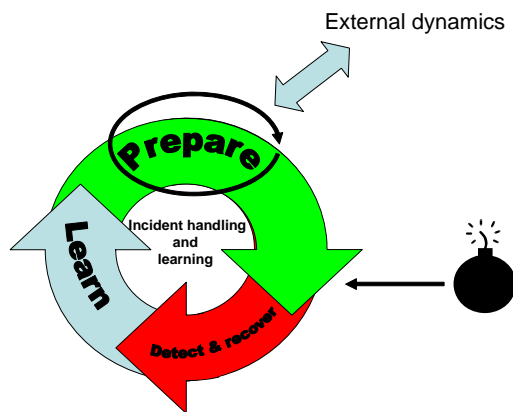 External dynamics
Prepare
Incident handling
and
learning
Learn
Detect & recover